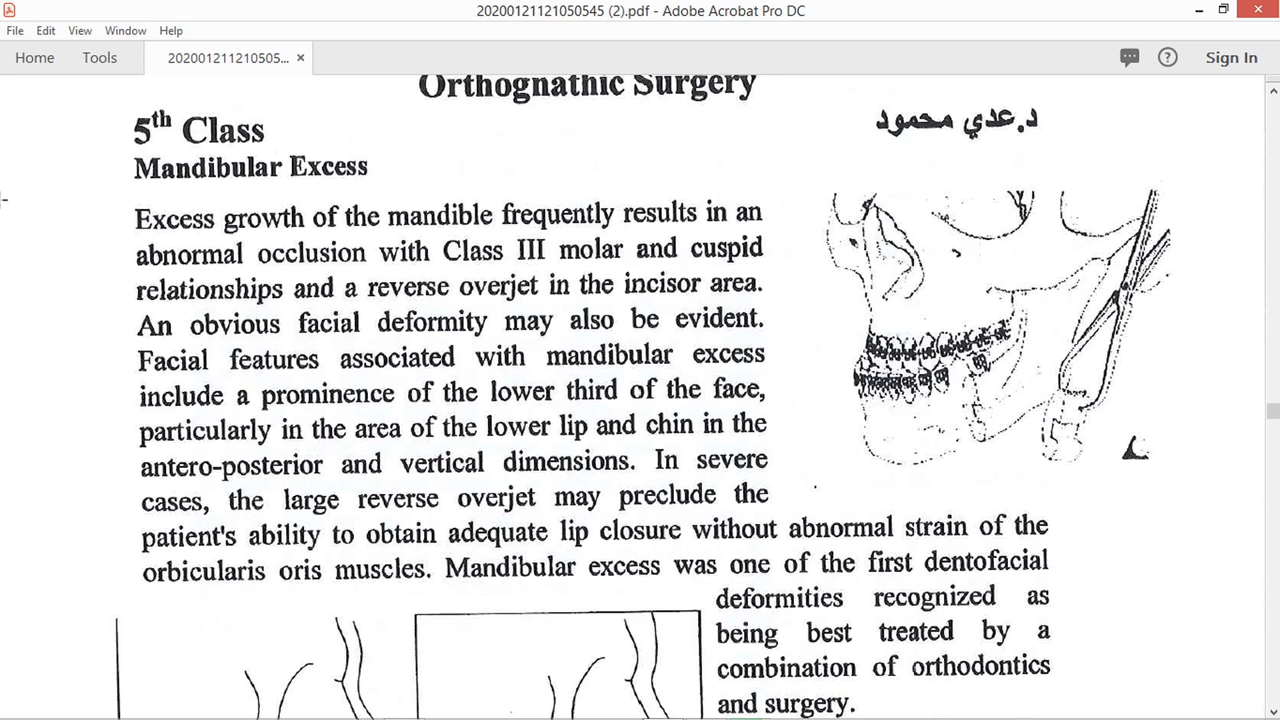 202001211210505​45 (2).pdf - Adobe Acrobat Pro DC
File Edit View Window Help
Home Tools 202001211210505... × ? Sign In
Orthognathic Surgery
5th Class
د.عدي محمود
Mandibular Excess
Excess growth of the mandible frequently results in an
abnormal occlusion with Class III molar and cuspid
relationships and a reverse overjet in the incisor area.
An obvious facial deformity may also be evident.
Facial features associated with mandibular excess
include a prominence of the lower third of the face,
particularly in the area of the lower lip and chin in the
antero-posterior and vertical dimensions. In severe
cases, the large reverse overjet may preclude the
patient's ability to obtain adequate lip closure without abnormal strain of the
orbicularis oris muscles. Mandibular excess was one of the first dentofacial
deformities recognized as
being best treated by a
combination of orthodontics
and surgery.